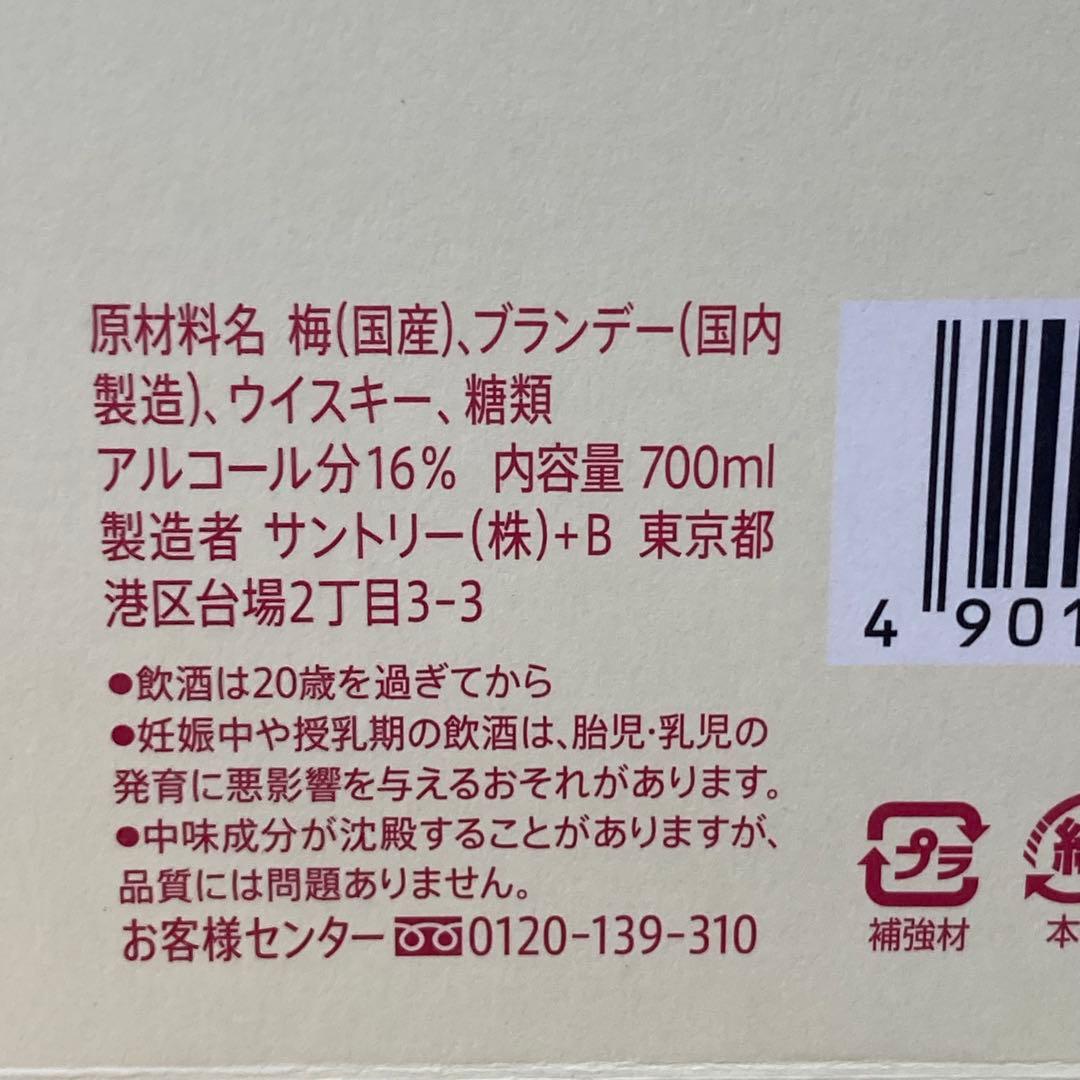 原材料名 梅(国産)、ブランデー(国内
製造)、ウイスキー、糖類
アルコール分16% 内容量 700ml
製造者 サントリー(株)+B 東京都
港区台場2丁目3-3
●飲酒は20歳を過ぎてから
●妊娠中や授乳期の飲酒は、胎児・乳児の
発育に悪影響を与えるおそれがあります。
●中味成分が沈殿することがありますが、
品質には問題ありません。
お客様センター 0120-139-310
4 901
プラ
補強材
本